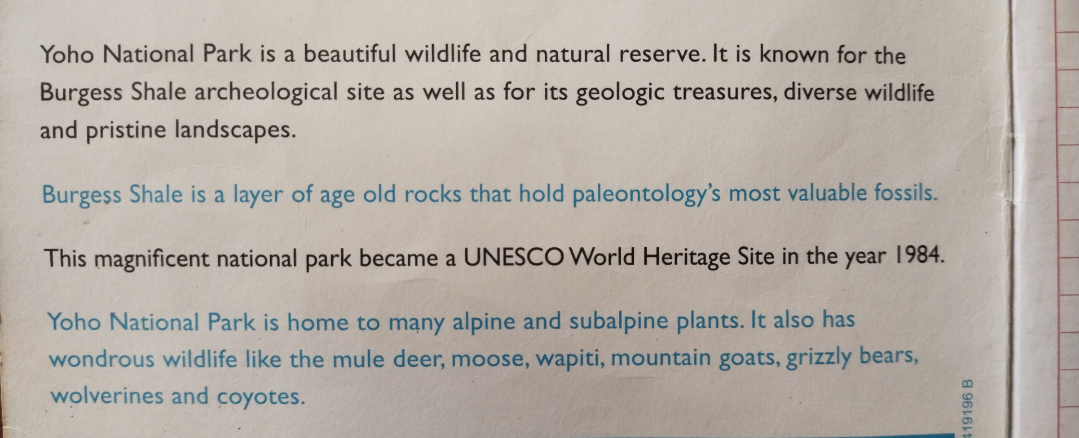 Yoho National Park is a beautiful wildlife and natural reserve. It is known for the
Burgess Shale archeological site as well as for its geologic treasures, diverse wildlife
and pristine landscapes.
Burgess Shale is a layer of age old rocks that hold paleontology's most valuable fossils.
This magnificent national park became a UNESCO World Heritage Site in the year 1984.
Yoho National Park is home to many alpine and subalpine plants. It also has
wondrous wildlife like the mule deer, moose, wapiti, mountain goats, grizzly bears,
wolverines and coyotes.
419196 B